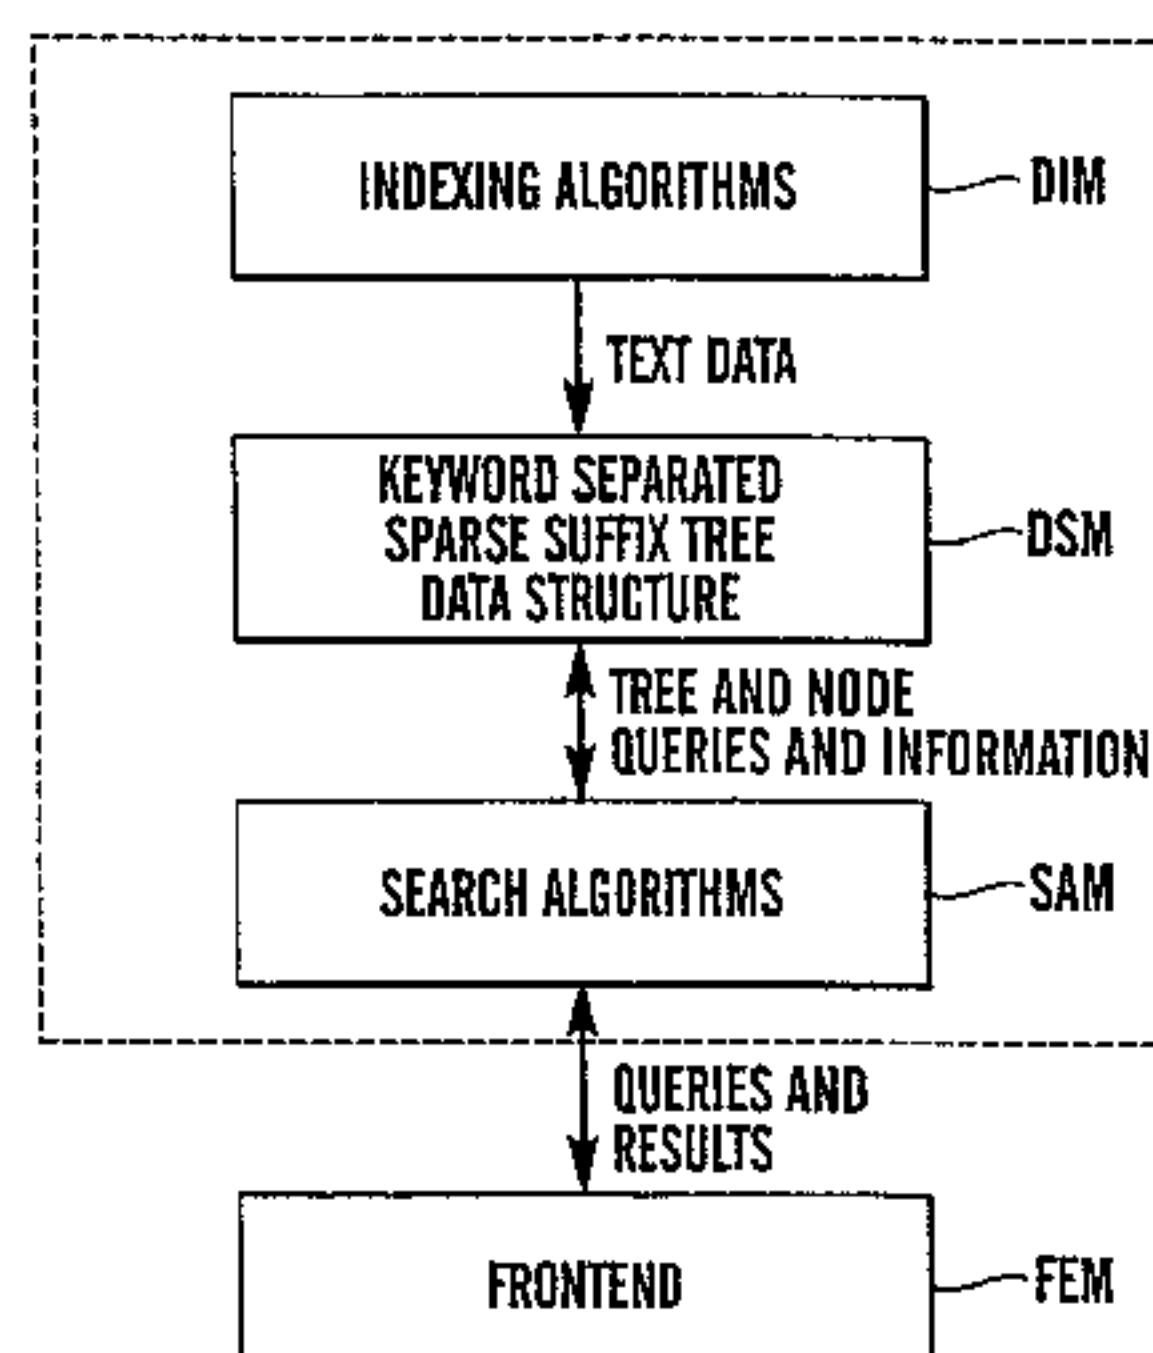 INDEXING ALGORITHMS
DIM
TEXT DATA
KEYWORD SEPARATED
SPARSE SUFFIX TREE
DATA STRUCTURE
DSM
TREE AND NODE
QUERIES AND INFORMATION
SEARCH ALGORITHMS
SAM
QUERIES AND
RESULTS
FRONTEND
FEM